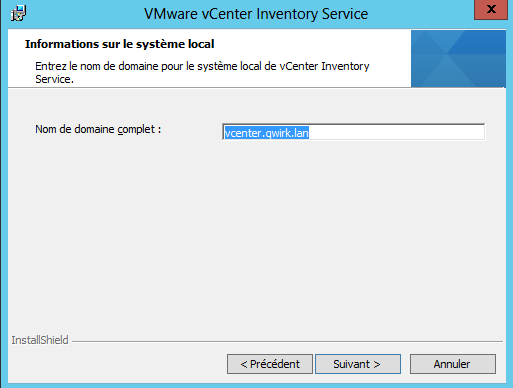 VMware vCenter Inventory Service
x
Informations sur le système local
Entrez le nom de domaine pour le système local de vCenter Inventory
Service.
Nom de domaine complet :
vcenter.qwirk.lan
InstallShield
< Précédent
Suivant >
Annuler